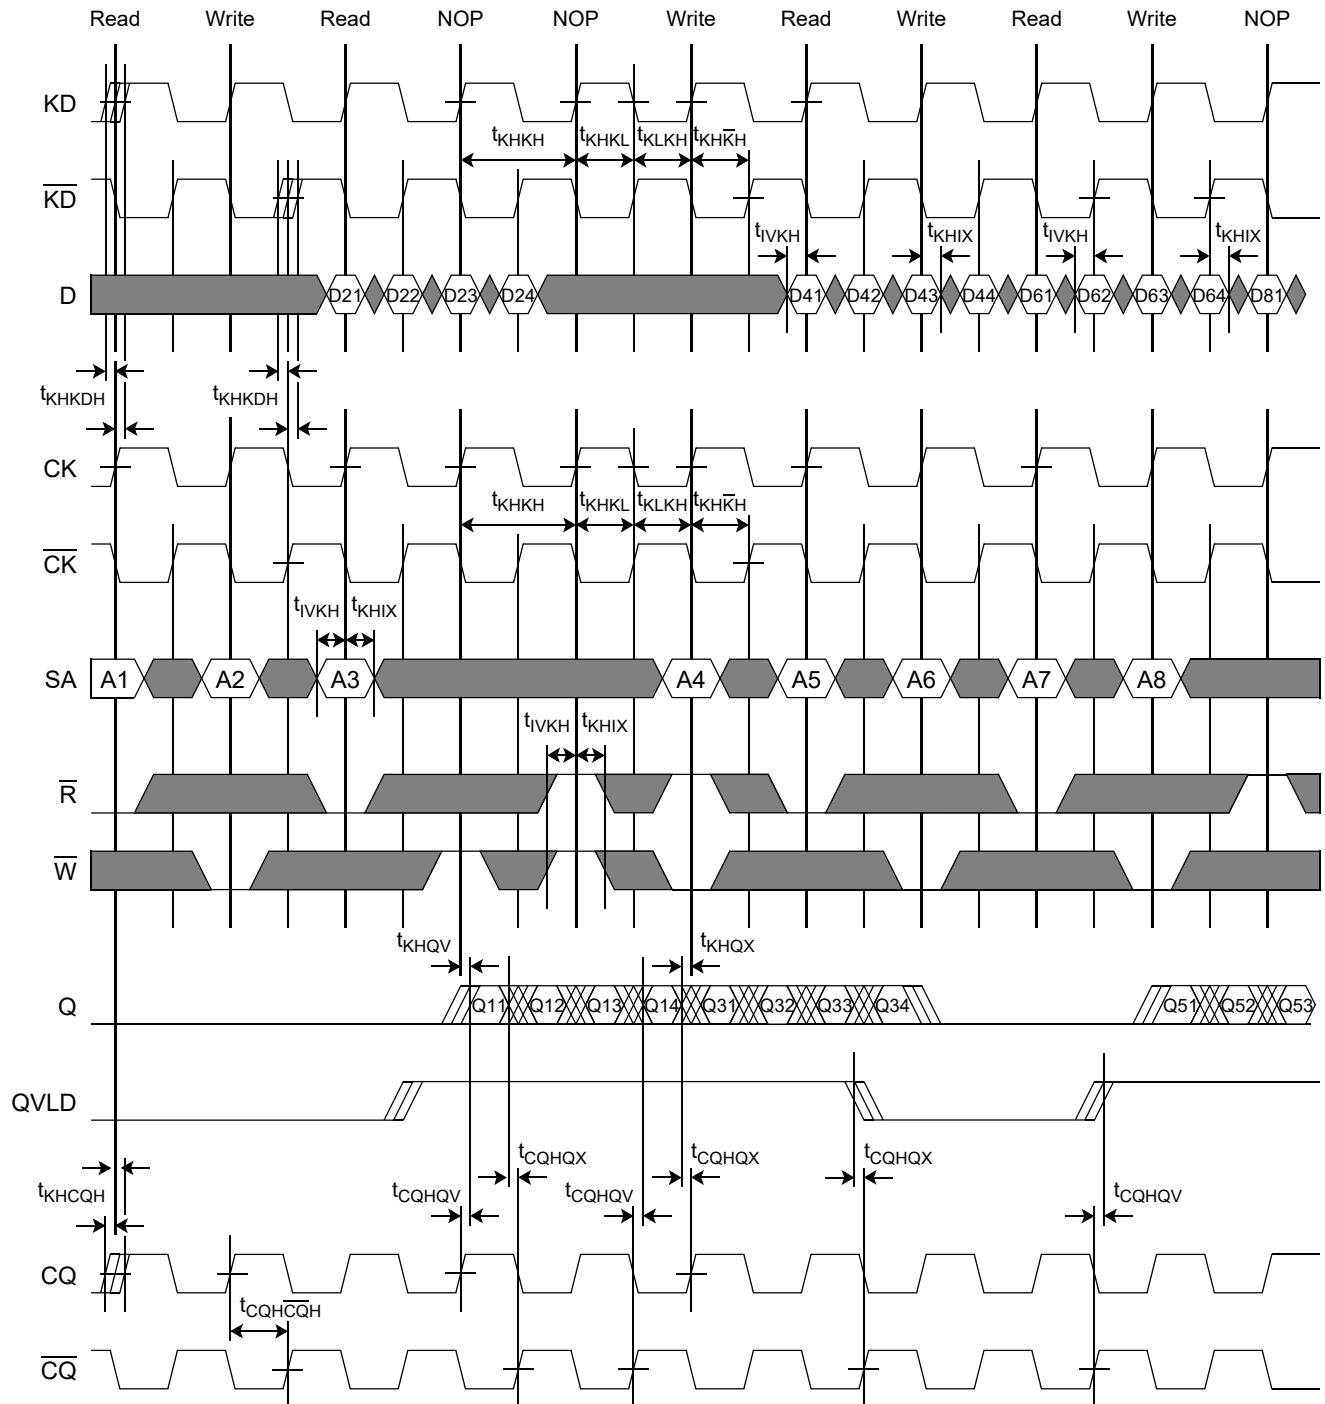 Read Write Read NOP NOP Write Read Write Read Write NOP
KD
tKHKH tKHKL tKLKH tKHK̅H
K̅D̅
tIVKH tKHIX tIVKH tKHIX
D D21 D22 D23 D24 D41 D42 D43 D44 D61 D62 D63 D64 D81
tKHKDH tKHKDH
CK
tKHKH tKHKL tKLKH tKHK̅H
C̅K̅
tIVKH tKHIX
SA A1 A2 A3 A4 A5 A6 A7 A8
tIVKH tKHIX
R̅
W̅
tKHQV tKHQX
Q Q11 Q12 Q13 Q14 Q31 Q32 Q33 Q34 Q51 Q52 Q53
QVLD
tCQHQX tCQHQX tCQHQX
tKHCQH tCQHQV tCQHQV tCQHQV
CQ
tCQHC̅Q̅H
C̅Q̅